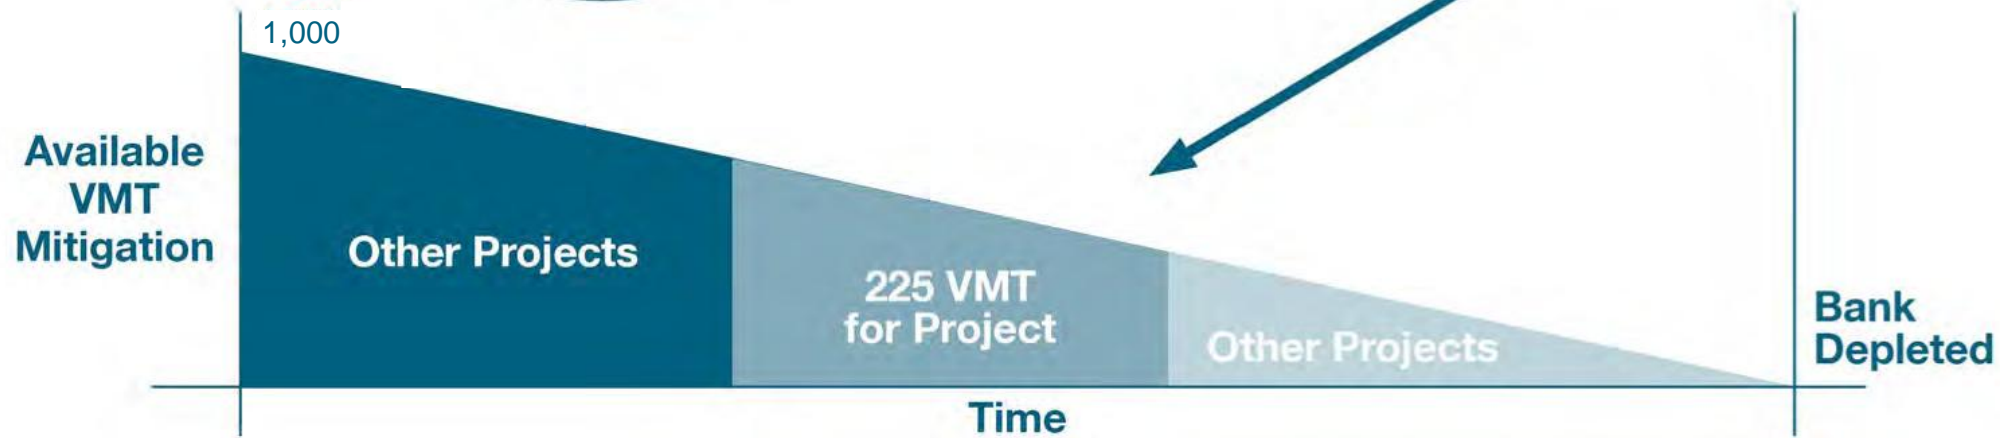 1,000
Available
VMT
Mitigation
Other Projects
225 VMT
for Project
Other Projects
Bank
Depleted
Time